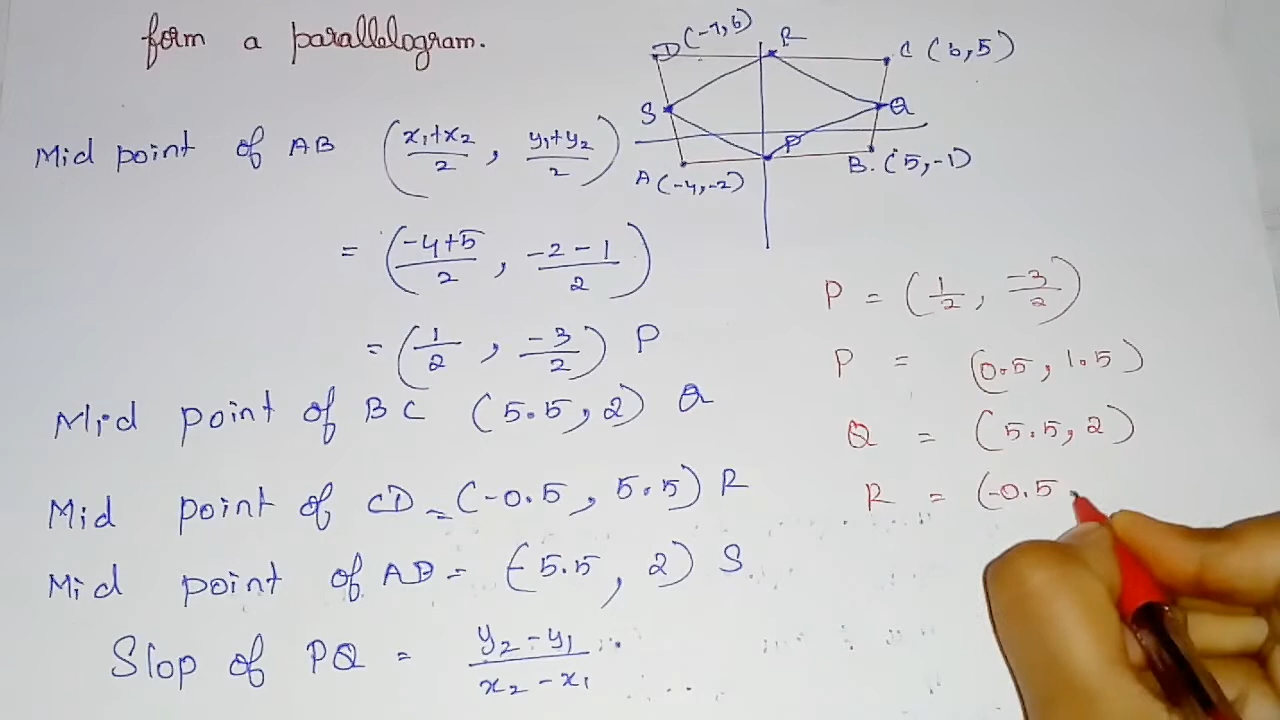 form a parallelogram.
D (-7,6) R C (6,5)
S Q
P
A (-4,-2) B. (5,-1)
Mid point of AB ( x₁+x₂ / 2 , y₁+y₂ / 2 )
= ( -4+5 / 2 , -2-1 / 2 )
= ( 1 / 2 , -3 / 2 ) P
Mid point of BC (5.5, 2) Q
Mid point of CD = (-0.5, 5.5) R
Mid point of AD = (-5.5, 2) S
Slop of PQ = y₂-y₁ / x₂-x₁
P = ( 1 / 2 , -3 / 2 )
P = (0.5, 1.5)
Q = (5.5, 2)
R = (-0.5